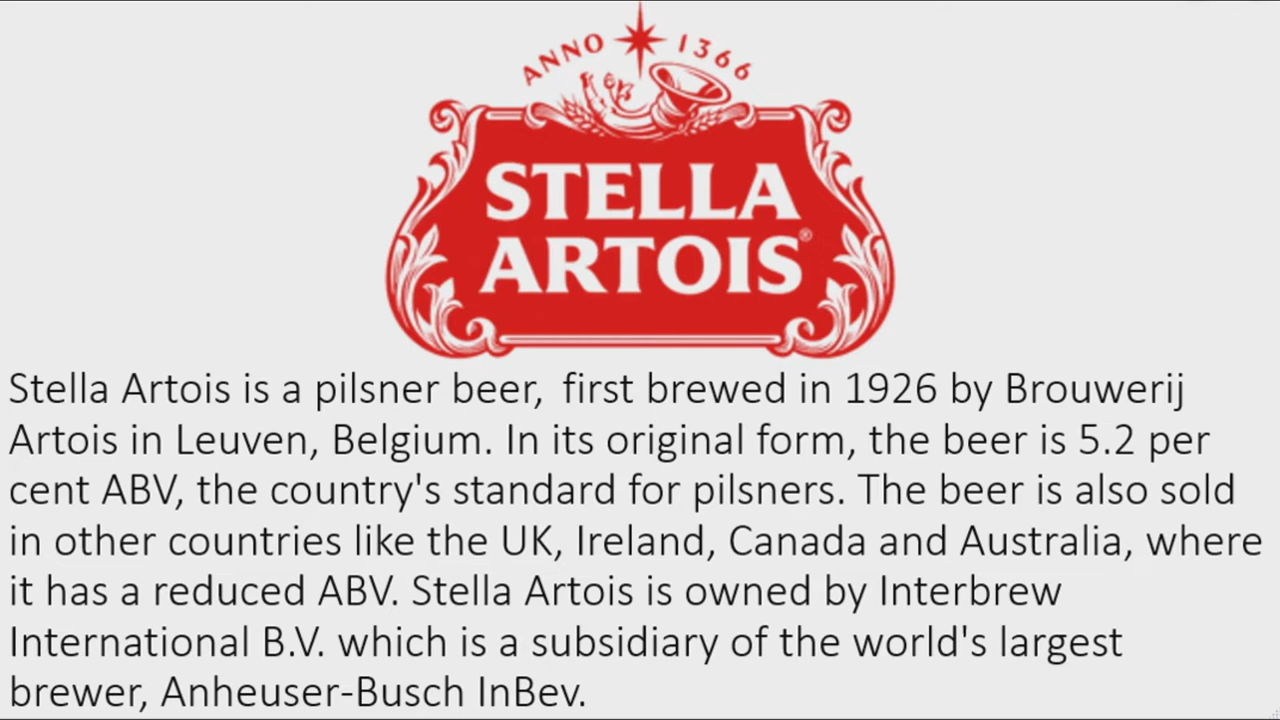 ANNO 1366
STELLA
ARTOIS®
Stella Artois is a pilsner beer,  first brewed in 1926 by Brouwerij
Artois in Leuven, Belgium. In its original form, the beer is 5.2 per
cent ABV, the country's standard for pilsners. The beer is also sold
in other countries like the UK, Ireland, Canada and Australia, where
it has a reduced ABV. Stella Artois is owned by Interbrew
International B.V. which is a subsidiary of the world's largest
brewer, Anheuser-Busch InBev.